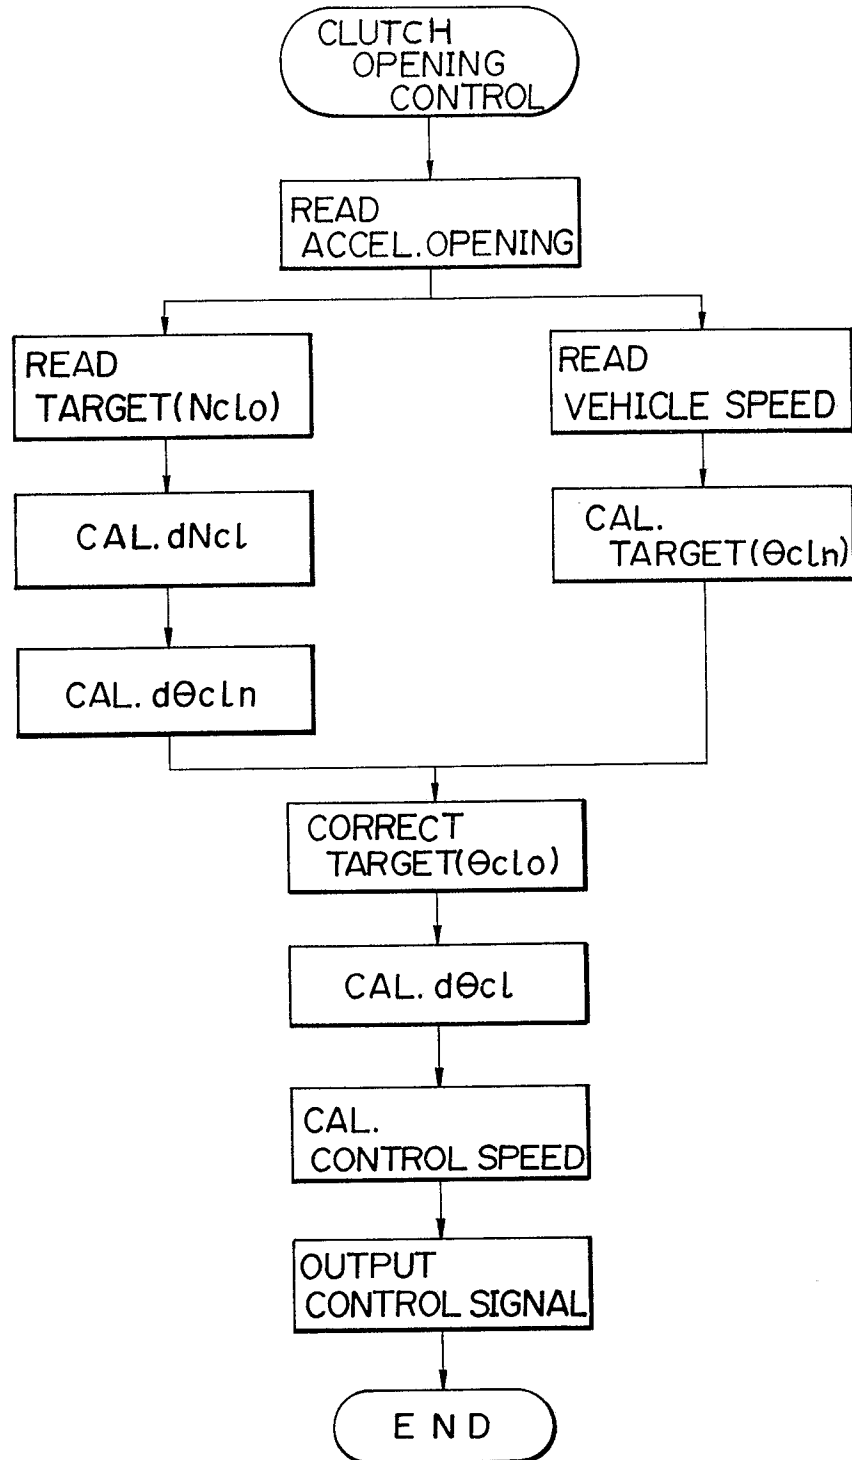 CLUTCH
OPENING
CONTROL
READ
ACCEL. OPENING
READ
TARGET(Nclo)
READ
VEHICLE SPEED
CAL. dNcl
CAL.
TARGET(θcln)
CAL. dθcln
CORRECT
TARGET(θclo)
CAL. dθcl
CAL.
CONTROL SPEED
OUTPUT
CONTROL SIGNAL
END